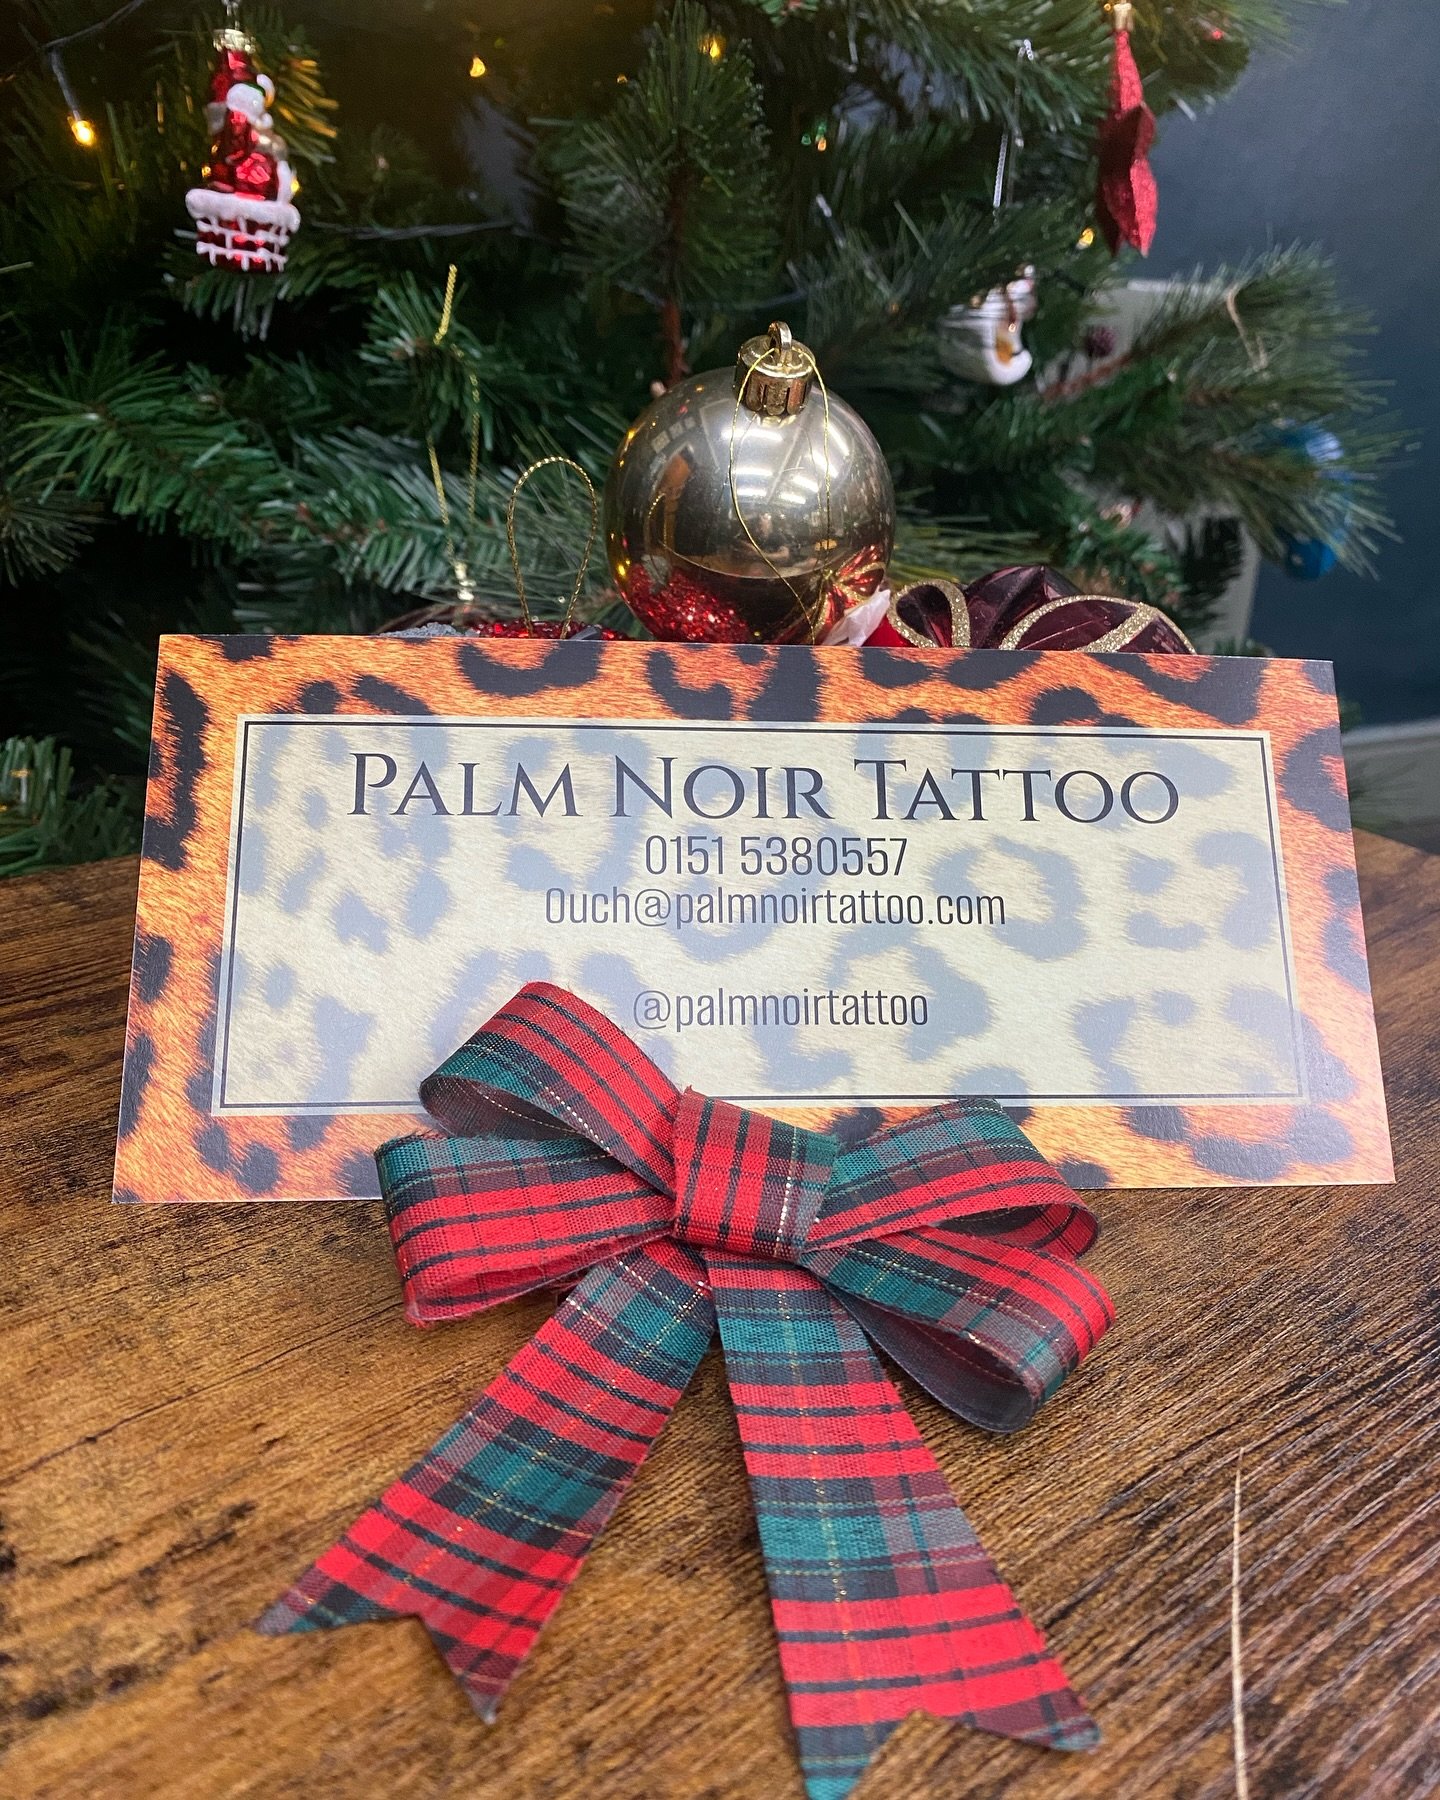 Palm Noir Tattoo
0151 5380557
Ouch@palmnoirtattoo.com
@palmnoirtattoo